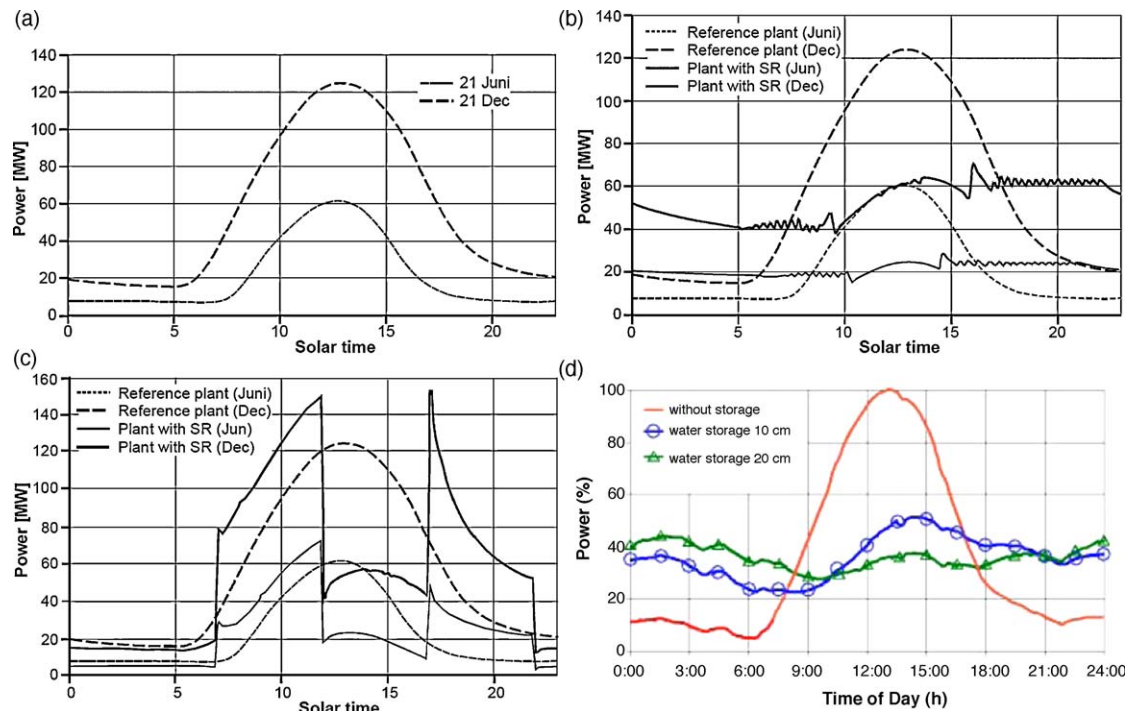 (a)
140
120
100
80
60
40
20
0
Power [MW]
21 Juni
21 Dec
0 5 10 15 20
Solar time
(b)
140
120
100
80
60
40
20
0
Power [MW]
Reference plant (Juni)
Reference plant (Dec)
Plant with SR (Jun)
Plant with SR (Dec)
0 5 10 15 20
Solar time
(c)
160
140
120
100
80
60
40
20
0
Power [MW]
Reference plant (Juni)
Reference plant (Dec)
Plant with SR (Jun)
Plant with SR (Dec)
0 5 10 15 20
Solar time
(d)
100
80
60
40
20
0
Power (%)
without storage
water storage 10 cm
water storage 20 cm
0:00 3:00 6:00 9:00 12:00 15:00 18:00 21:00 24:00
Time of Day (h)